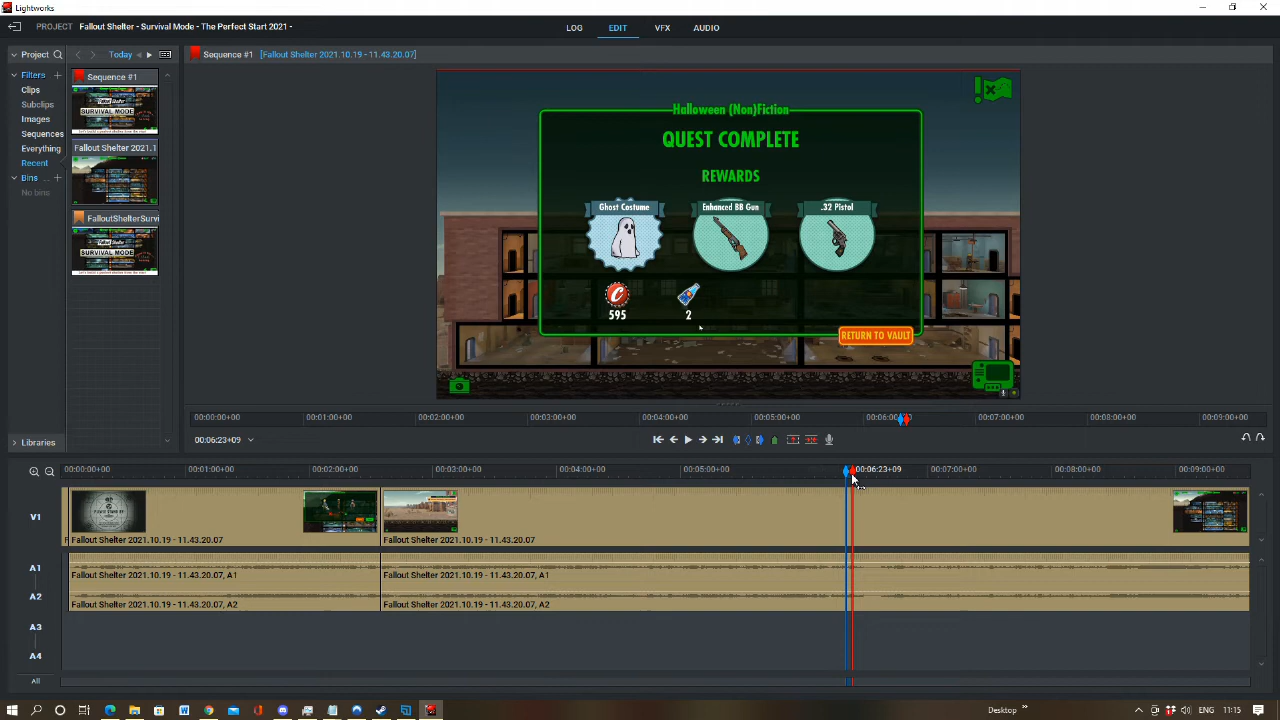 Lightworks
PROJECT Fallout Shelter - Survival Mode - The Perfect Start 2021 -
LOG EDIT VFX AUDIO
Project Today
Filters
Clips
Subclips
Images
Sequences
Everything
Recent
Bins ...
No bins
Libraries
Sequence #1
SURVIVAL MODE
Fallout Shelter 2021.1
FalloutShelterSurvi
SURVIVAL MODE
Sequence #1 [Fallout Shelter 2021.10.19 - 11.43.20.07]
Halloween (Non)Fiction
QUEST COMPLETE
REWARDS
Ghost Costume Enhanced BB Gun .32 Pistol
595 2
RETURN TO VAULT
00:00:00+00 00:01:00+00 00:02:00+00 00:03:00+00 00:04:00+00 00:05:00+00 00:06:00 00:07:00+00 00:08:00+00 00:09:00+00
00:06:23+09
00:00:00+00 00:01:00+00 00:02:00+00 00:03:00+00 00:04:00+00 00:05:00+00 00:06:23+09 00:07:00+00 00:08:00+00 00:09:00+00
V1
F Fallout Shelter 2021.10.19 - 11.43.20.07 Fallout Shelter 2021.10.19 - 11.43.20.07
A1 Fallout Shelter 2021.10.19 - 11.43.20.07, A1 Fallout Shelter 2021.10.19 - 11.43.20.07, A1
A2 Fallout Shelter 2021.10.19 - 11.43.20.07, A2 Fallout Shelter 2021.10.19 - 11.43.20.07, A2
A3
A4
All
Desktop 11:15